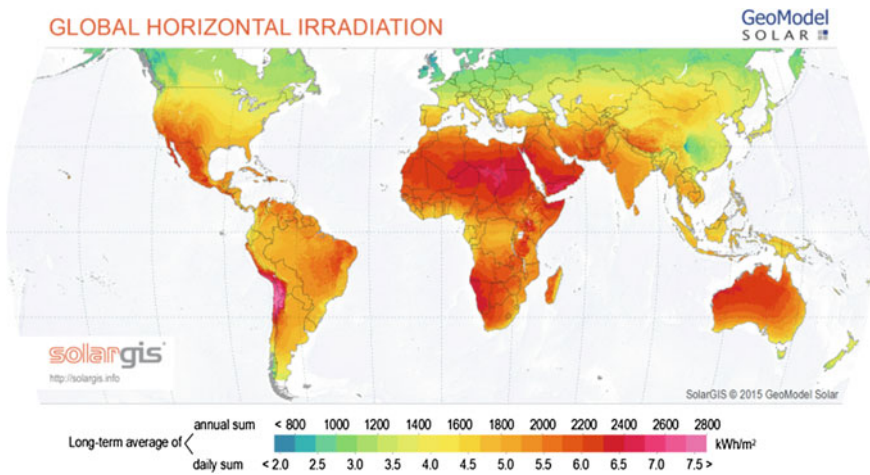 GLOBAL HORIZONTAL IRRADIATION
GeoModel
SOLAR
solargis
http://solargis.info
SolarGIS © 2015 GeoModel Solar
Long-term average of
annual sum < 800 1000 1200 1400 1600 1800 2000 2200 2400 2600 2800
kWh/m²
daily sum < 2.0 2.5 3.0 3.5 4.0 4.5 5.0 5.5 6.0 6.5 7.0 7.5 >